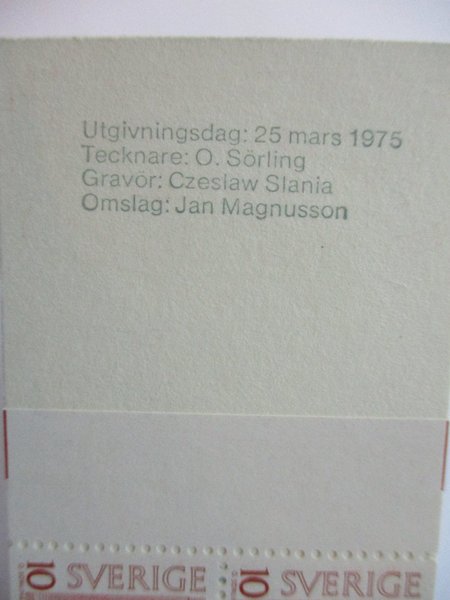 Utgivningsdag: 25 mars 1975
Tecknare: O. Sörling
Gravör: Czeslaw Slania
Omslag: Jan Magnusson
10 SVERIGE 10 SVERIGE